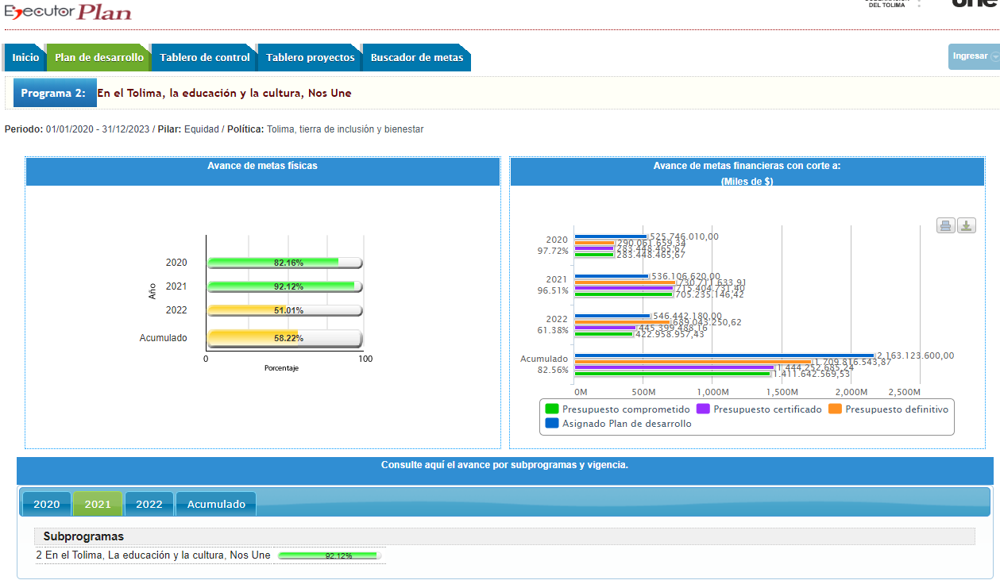 Ejecutor Plan
DEL TOLIMA
une
Inicio
Plan de desarrollo
Tablero de control
Tablero proyectos
Buscador de metas
Ingresar
Programa 2: En el Tolima, la educación y la cultura, Nos Une
Periodo: 01/01/2020 - 31/12/2023 / Pilar: Equidad / Política: Tolima, tierra de inclusión y bienestar
Avance de metas físicas
Año
2020 82.16%
2021 92.12%
2022 51.01%
Acumulado 58.22%
0 100
Porcentaje
Avance de metas financieras con corte a:
(Miles de $)
2020
97.72%
525.746.010,00
290.061.659,34
283.448.465,67
283.448.465,67
2021
96.51%
536.106.620,00
730.711.633,91
715.404.731,40
705.235.146,42
2022
61.38%
546.442.180,00
689.043.250,62
445.399.488,16
422.958.957,43
Acumulado
82.56%
2,163.123.600,00
1,709.816.543,87
1,444.252.685,24
1.411.642.569,53
0M 500M 1,000M 1,500M 2,000M 2,500M
Presupuesto comprometido Presupuesto certificado Presupuesto definitivo
Asignado Plan de desarrollo
Consulte aquí el avance por subprogramas y vigencia.
2020 2021 2022 Acumulado
Subprogramas
2 En el Tolima, La educación y la cultura, Nos Une 92.12%